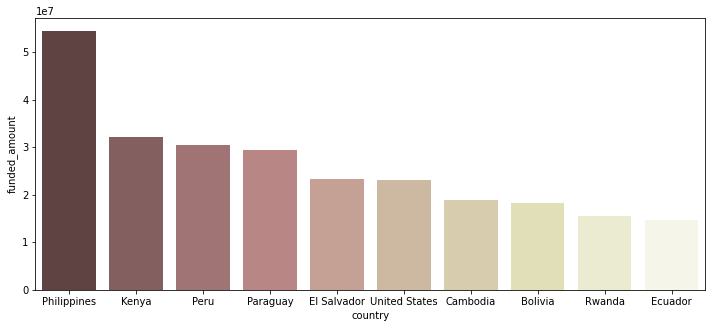 1e7
5
4
3
2
1
0
funded_amount
Philippines Kenya Peru Paraguay El Salvador United States Cambodia Bolivia Rwanda Ecuador
country